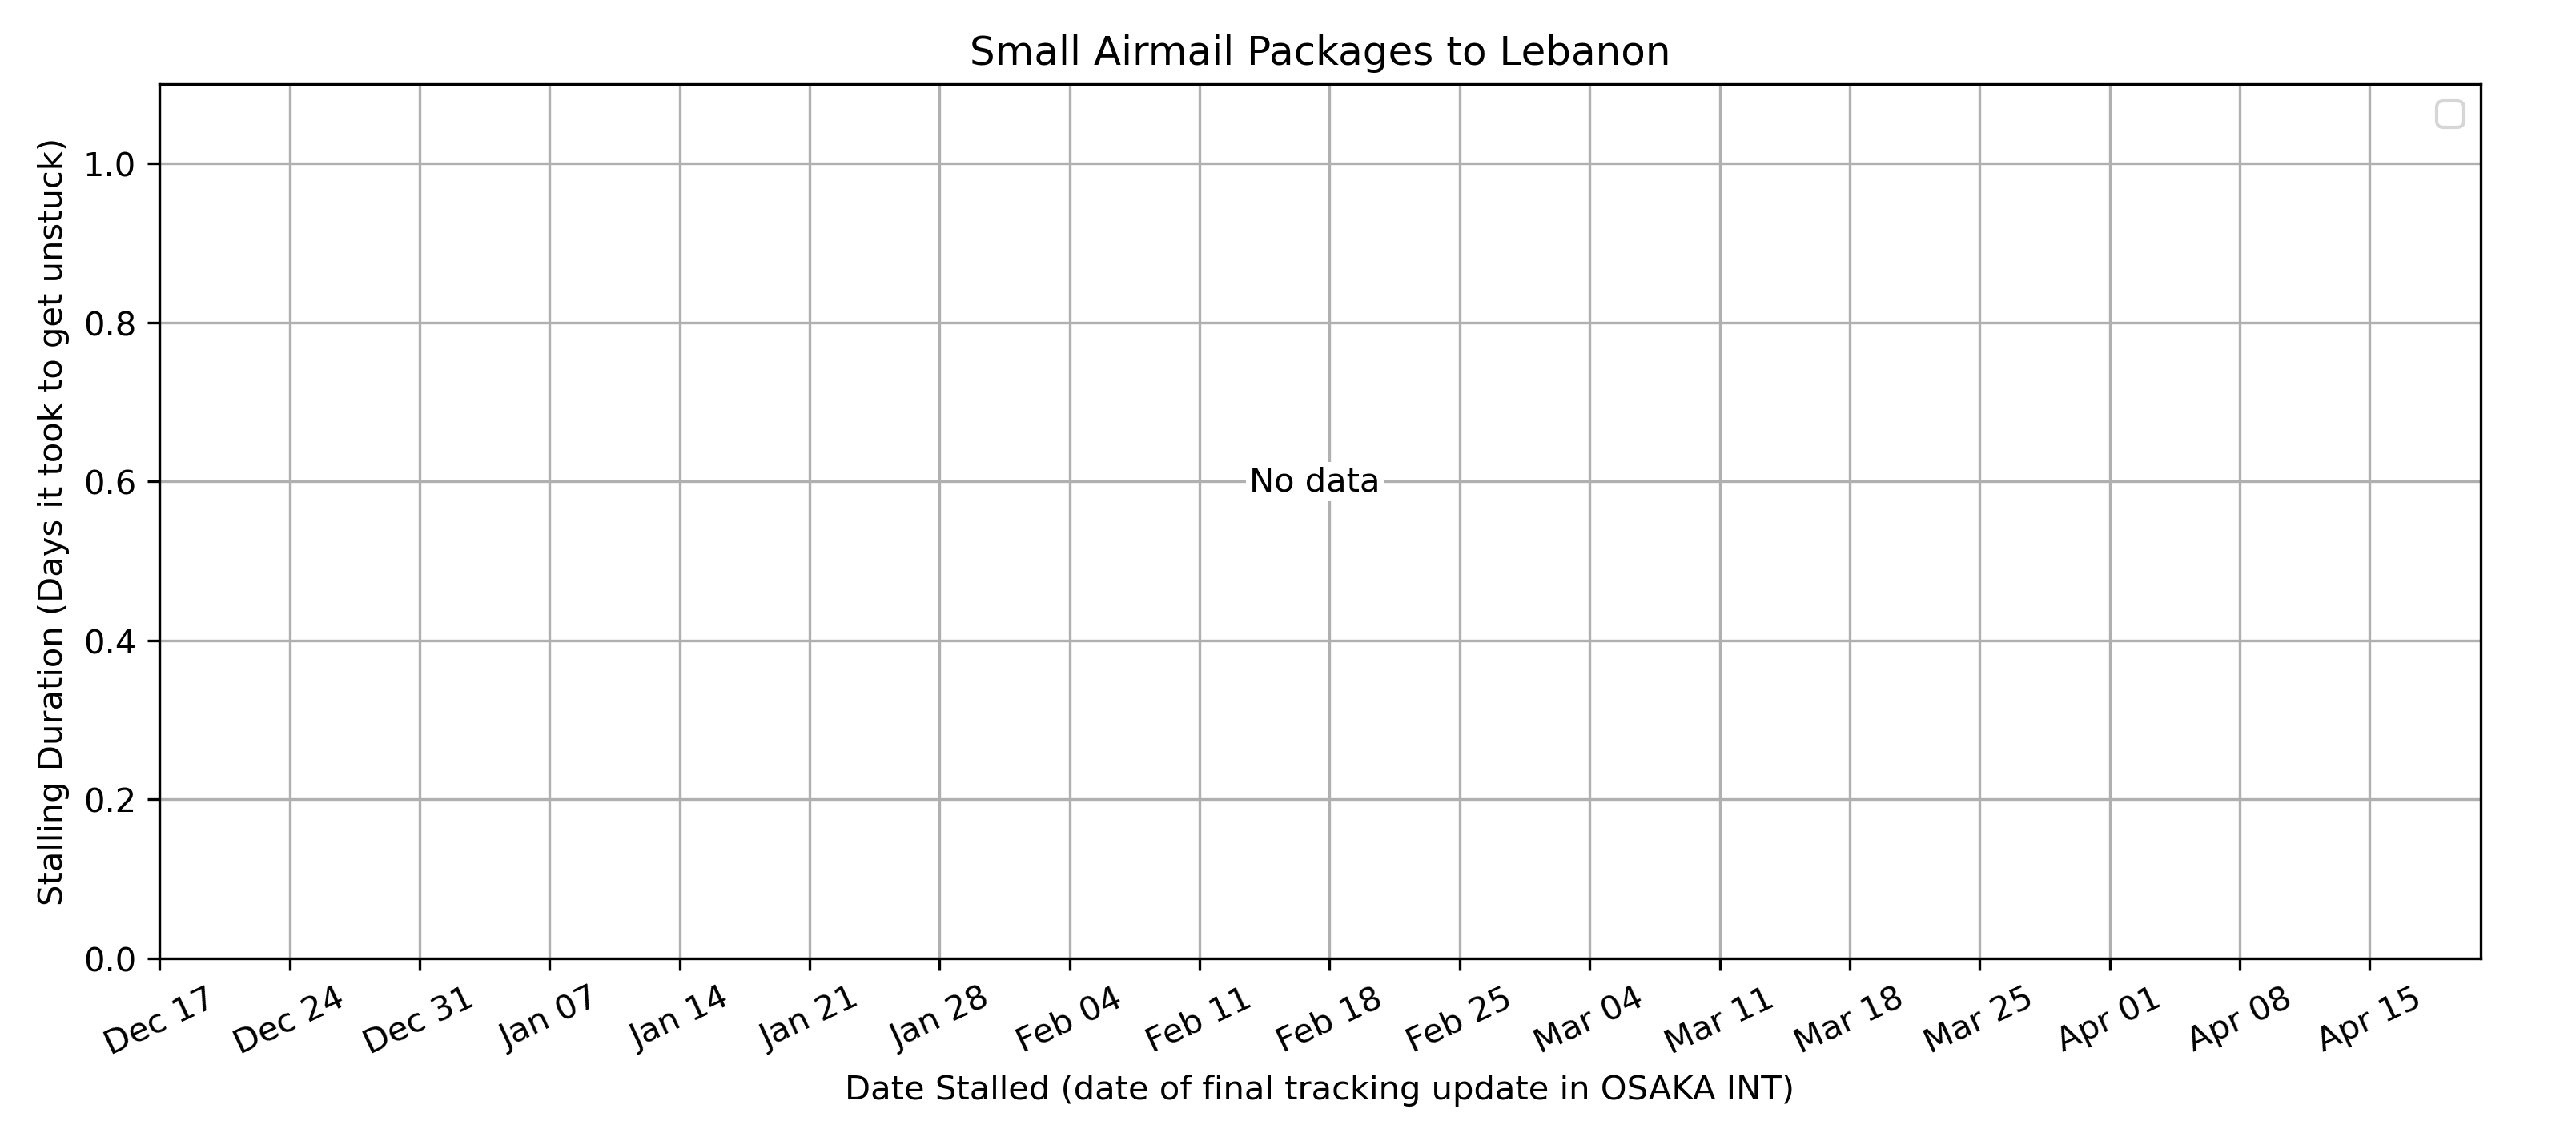 Small Airmail Packages to Lebanon
Stalling Duration (Days it took to get unstuck)
1.0
0.8
0.6
0.4
0.2
0.0
No data
Dec 17
Dec 24
Dec 31
Jan 07
Jan 14
Jan 21
Jan 28
Feb 04
Feb 11
Feb 18
Feb 25
Mar 04
Mar 11
Mar 18
Mar 25
Apr 01
Apr 08
Apr 15
Date Stalled (date of final tracking update in OSAKA INT)